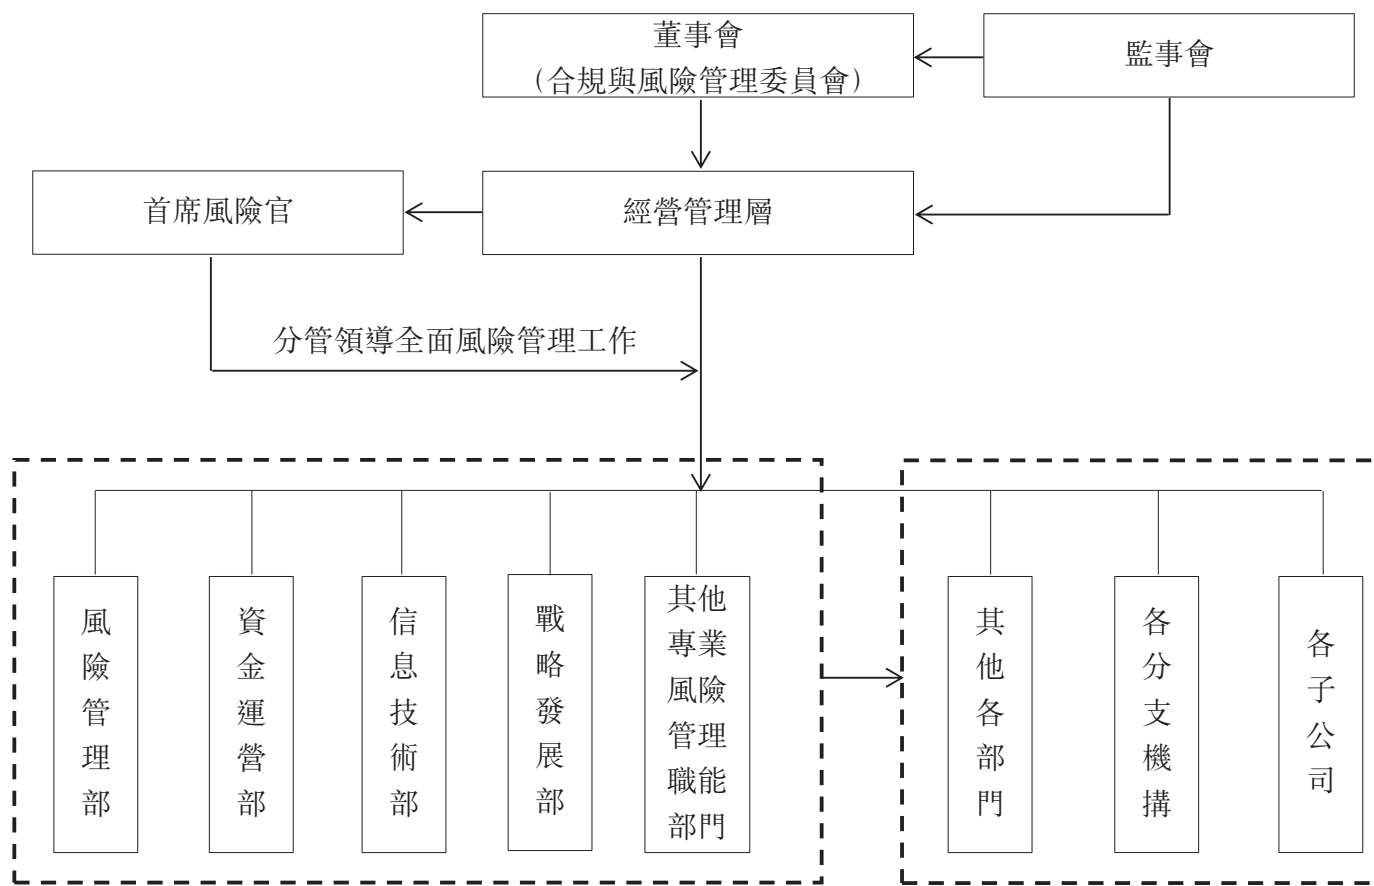 董事會
（合規與風險管理委員會）
監事會
首席風險官
經營管理層
分管領導全面風險管理工作
風險管理部
資金運營部
信息技術部
戰略發展部
其他
專業
風險
管理
職能
部門
其他各部門
各分支機搆
各子公司